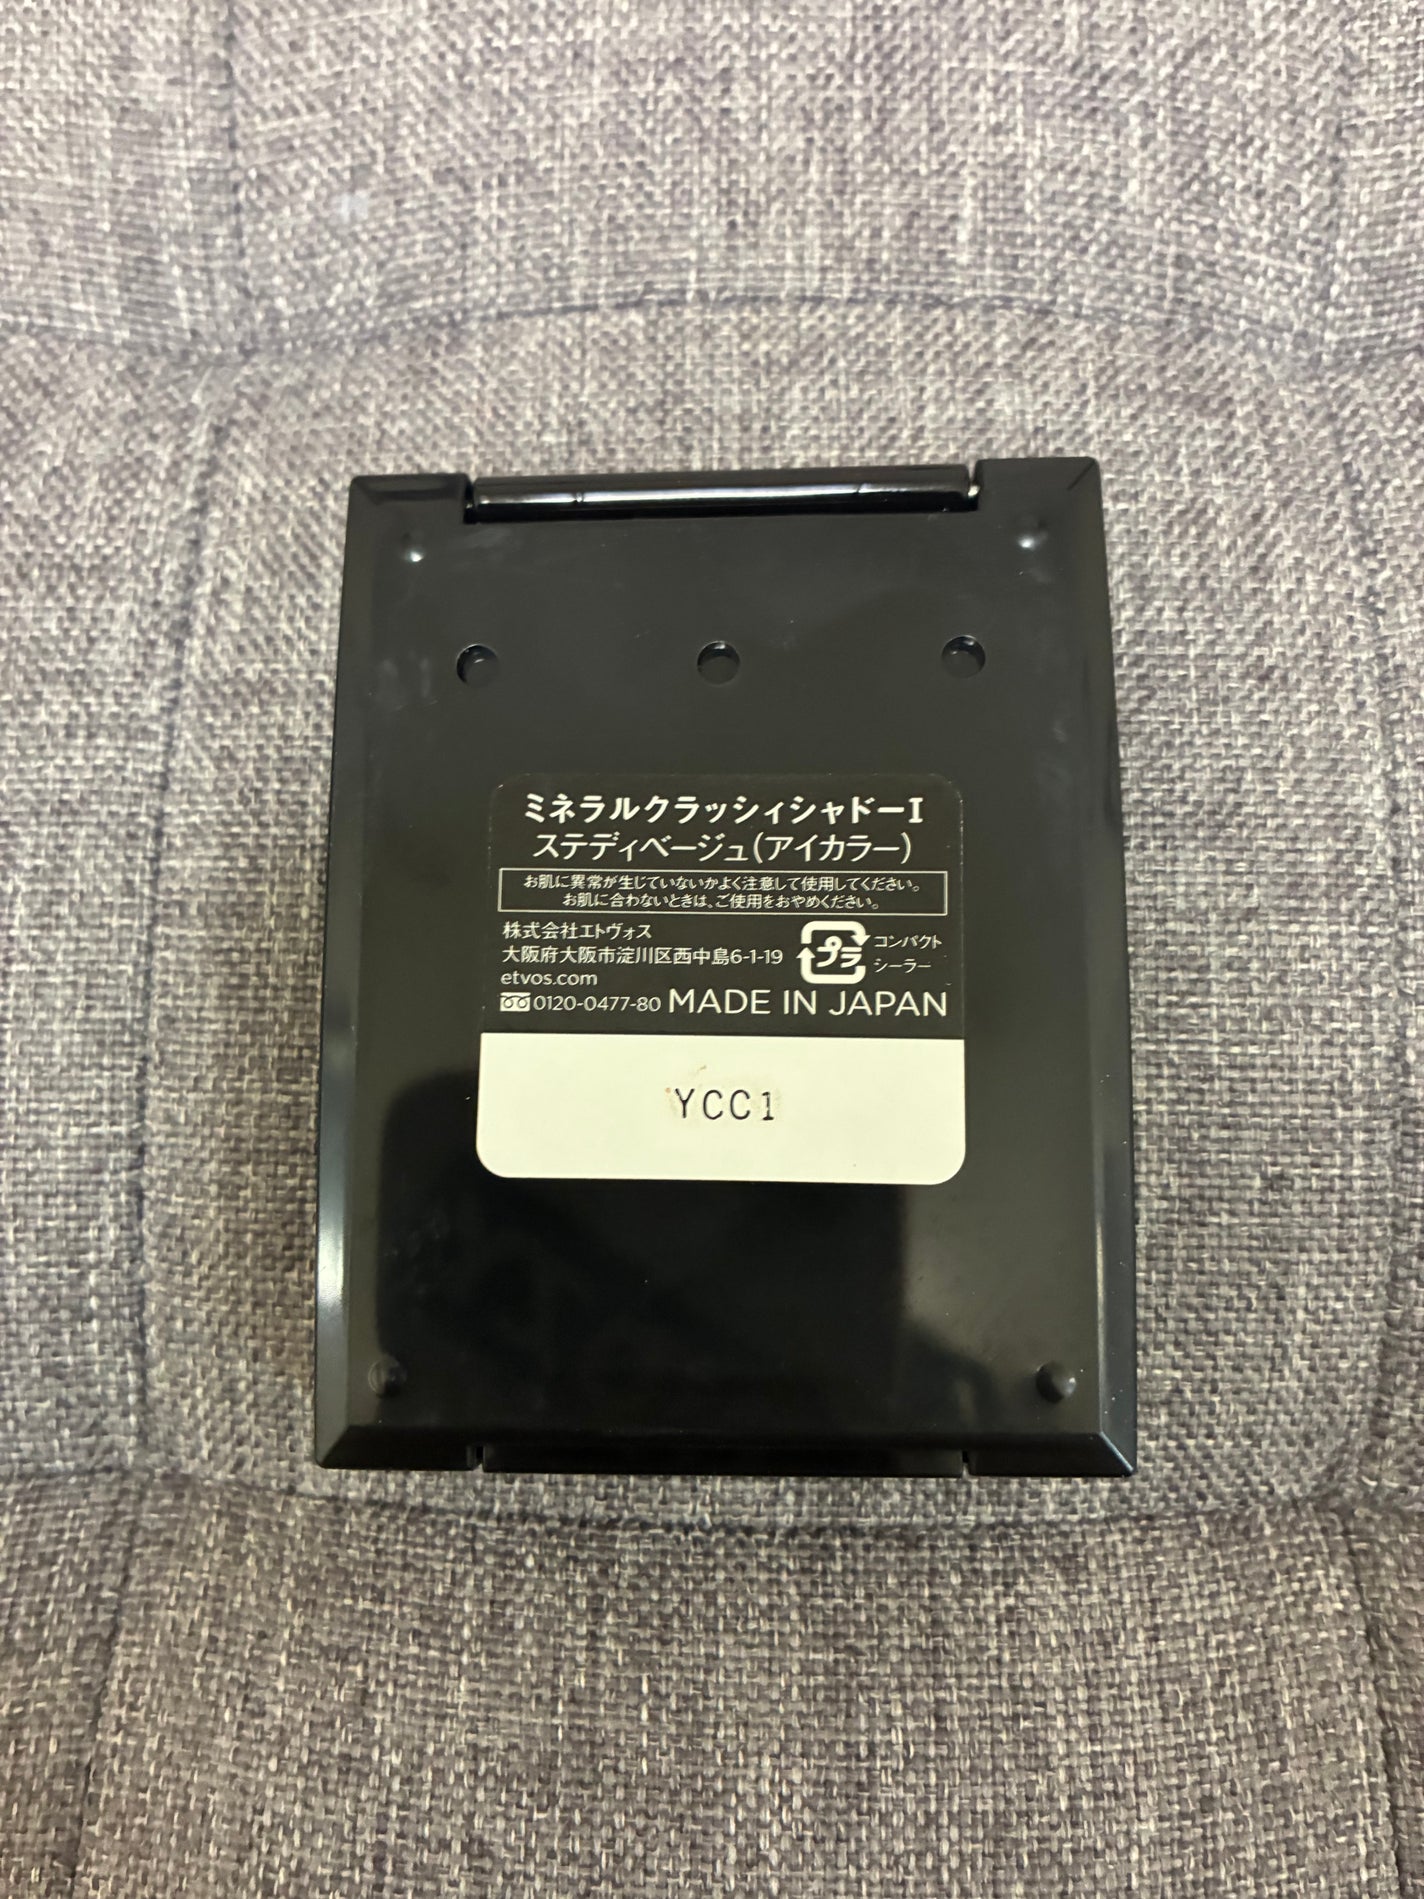 ミネラルクラッシィシャドーI
ステディベージュ(アイカラー)
お肌に異常が生じていないかよく注意して使用してください。
お肌に合わないときは、ご使用をおやめください。
株式会社エトヴォス
大阪府大阪市淀川区西中島6-1-19
etvos.com
0120-0477-80
プラ
コンパクト
シーラー
MADE IN JAPAN
YCC1